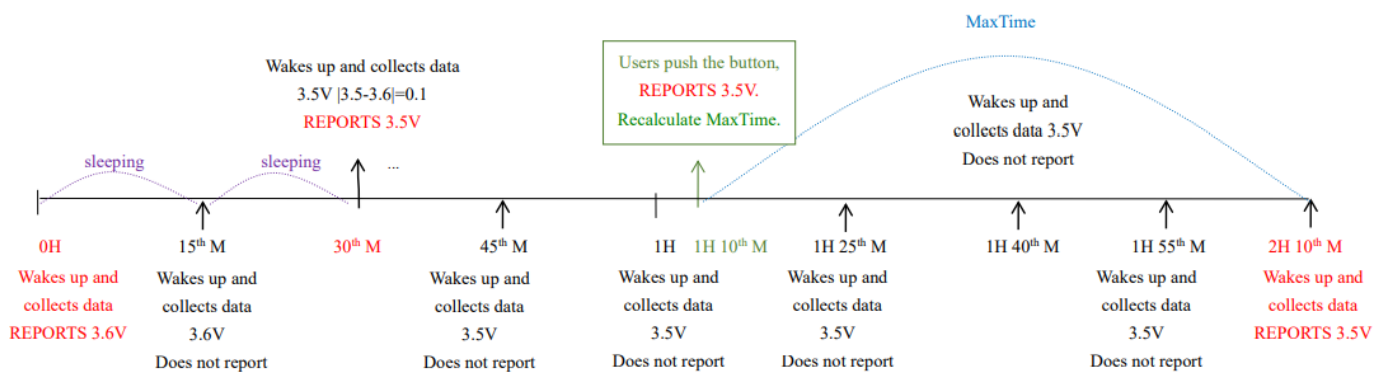 MaxTime
Users push the button,
REPORTS 3.5V.
Recalculate MaxTime.
Wakes up and collects data
3.5V |3.5-3.6|=0.1
REPORTS 3.5V
Wakes up and
collects data 3.5V
Does not report
sleeping
sleeping
...
0H
Wakes up and
collects data
REPORTS 3.6V
15th M
Wakes up and
collects data
3.6V
Does not report
30th M
45th M
Wakes up and
collects data
3.5V
Does not report
1H
Wakes up and
collects data
3.5V
Does not report
1H 10th M
1H 25th M
Wakes up and
collects data
3.5V
Does not report
1H 40th M
1H 55th M
Wakes up and
collects data
3.5V
Does not report
2H 10th M
Wakes up and
collects data
REPORTS 3.5V